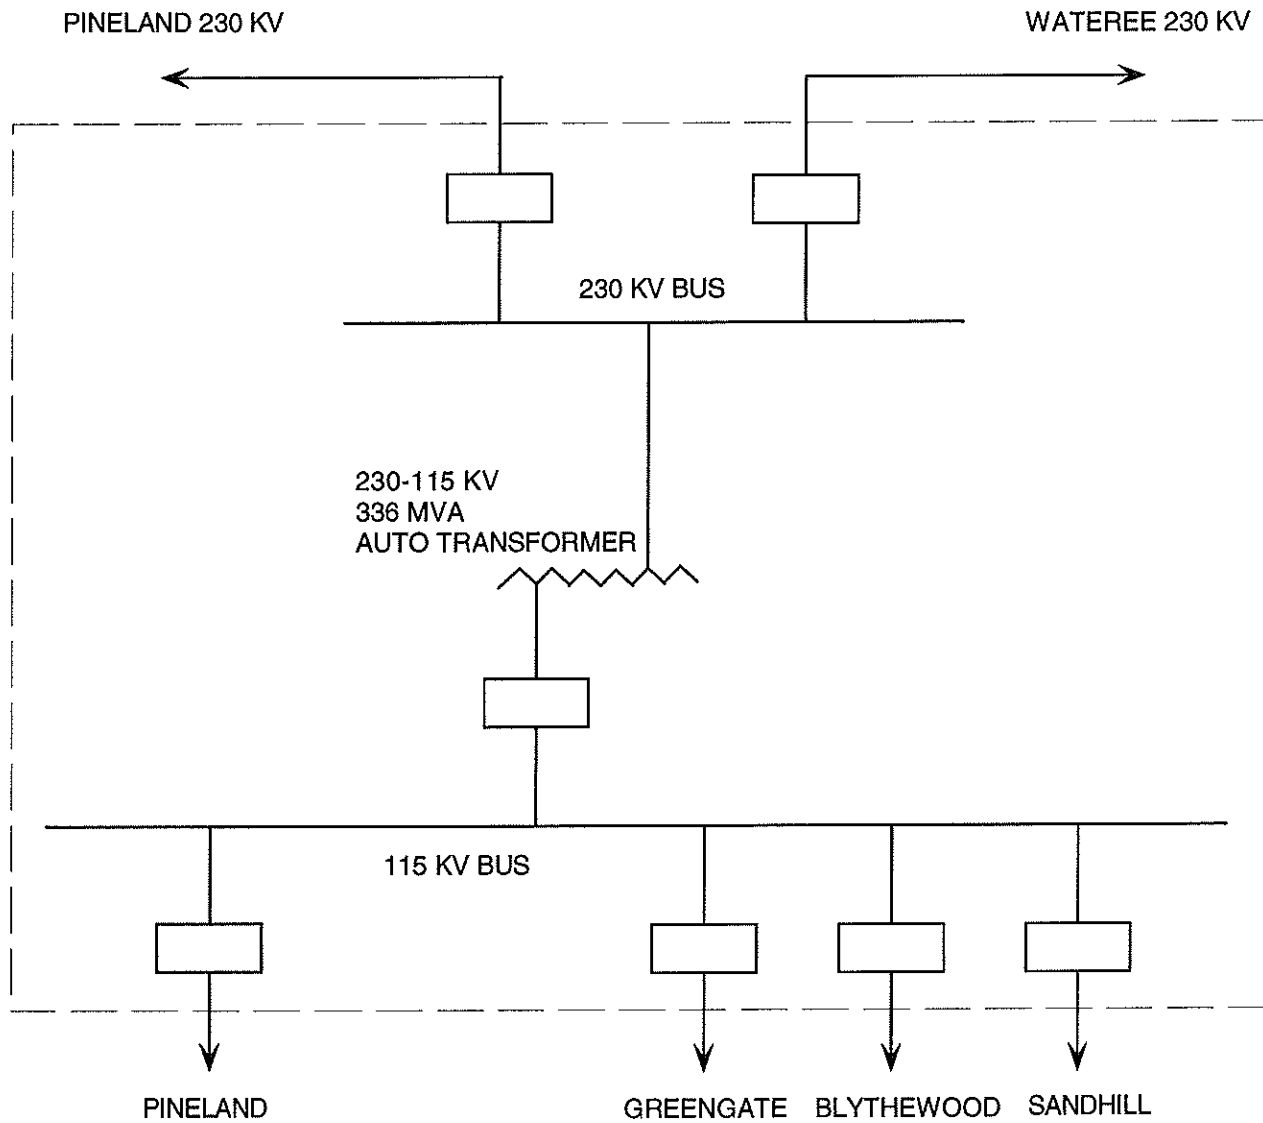 PINELAND 230 KV
WATEREE 230 KV
230 KV BUS
230-115 KV
336 MVA
AUTO TRANSFORMER
115 KV BUS
PINELAND
GREENGATE
BLYTHEWOOD
SANDHILL